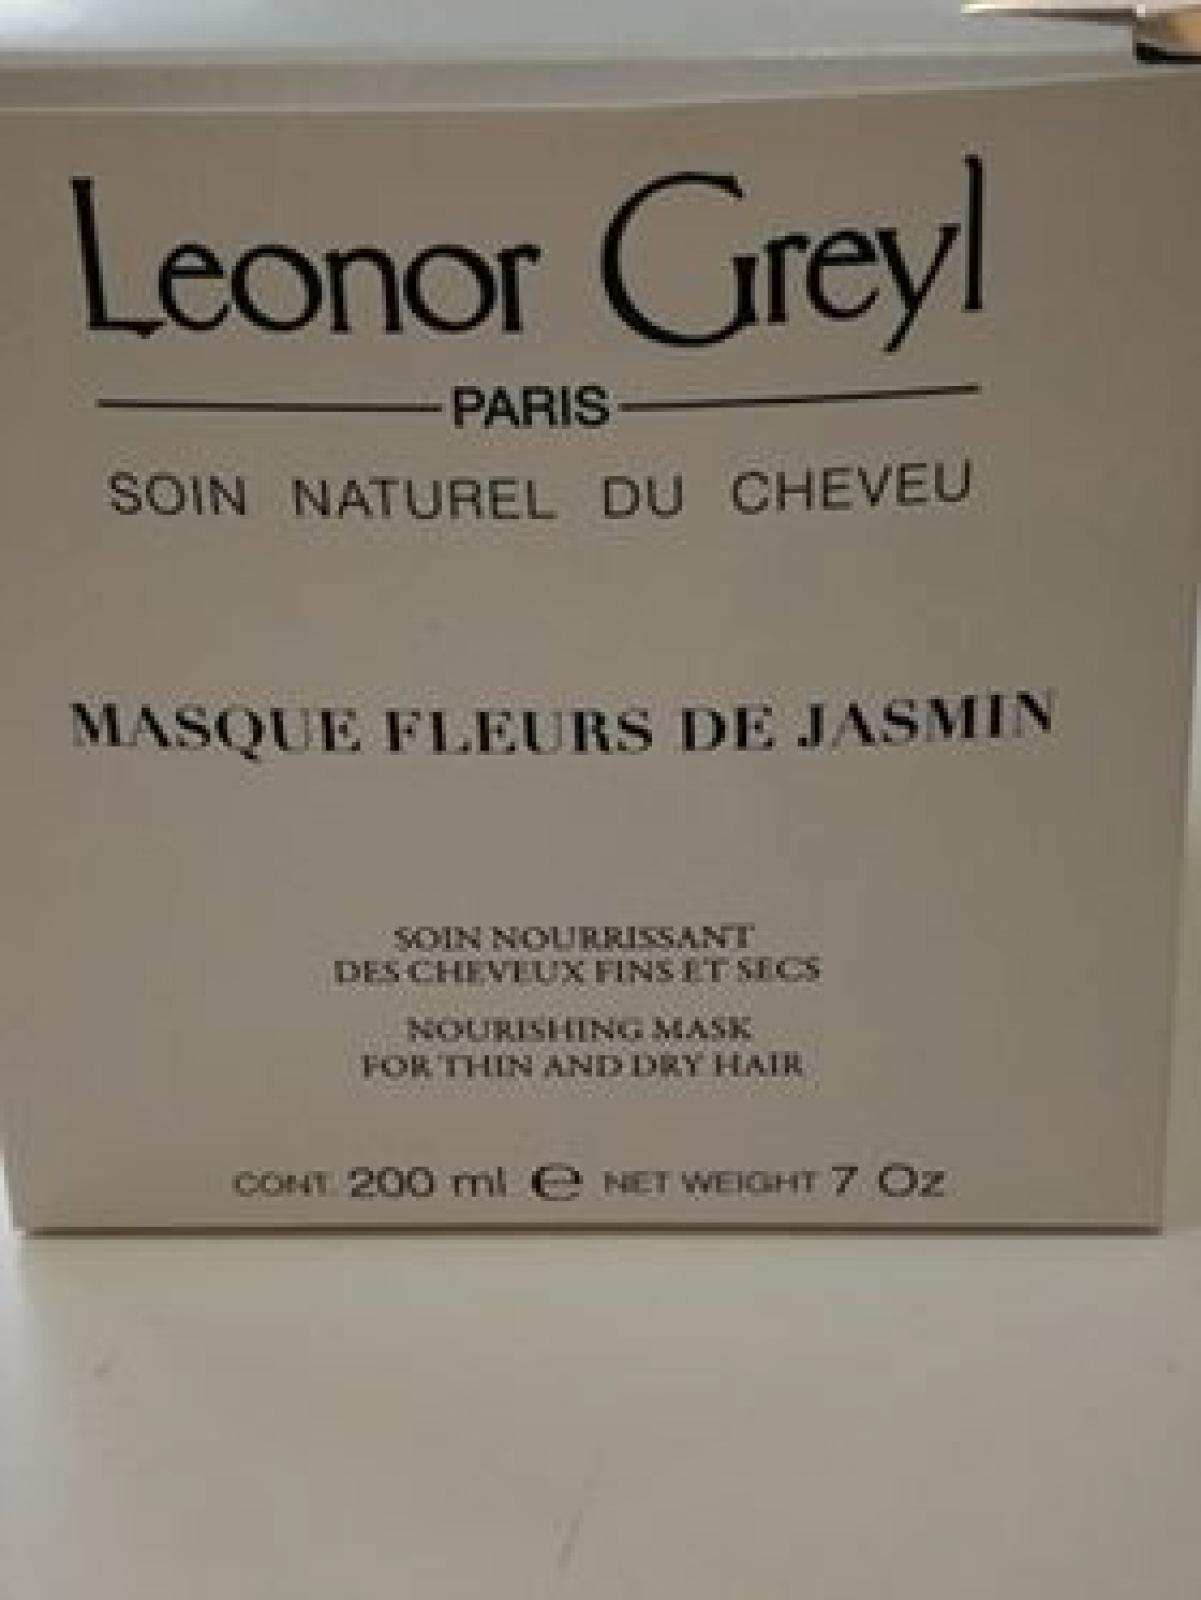 Leonor Greyl
PARIS
SOIN NATUREL DU CHEVEU
MASQUE FLEURS DE JASMIN
SOIN NOURRISSANT
DES CHEVEUX FINS ET SECS
NOURISHING MASK
FOR THIN AND DRY HAIR
CONT. 200 ml ℮ NET WEIGHT 7 Oz